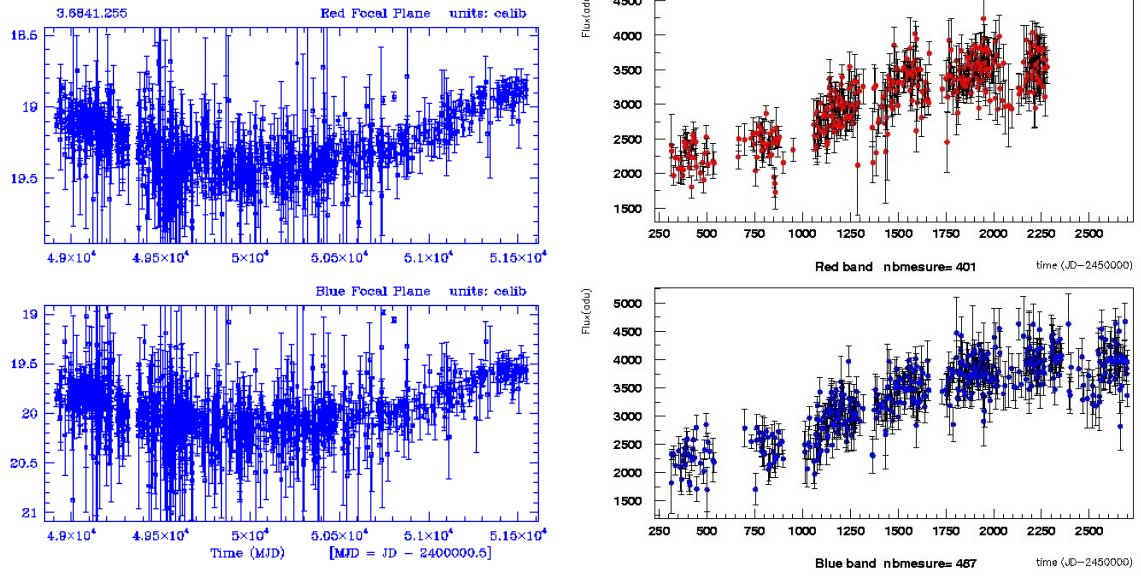 3.6841.255 Red Focal Plane units: calib
18.5
19
19.5
4.9×10⁴ 4.95×10⁴ 5×10⁴ 5.05×10⁴ 5.1×10⁴ 5.15×10⁴
Blue Focal Plane units: calib
19
19.5
20
20.5
21
4.9×10⁴ 4.95×10⁴ 5×10⁴ 5.05×10⁴ 5.1×10⁴ 5.15×10⁴
Time (MJD) [MJD = JD − 2400000.5]
Flux(adu)
4500
4000
3500
3000
2500
2000
1500
250 500 750 1000 1250 1500 1750 2000 2250 2500
Red band nbmesure= 401 time (JD-2450000)
Flux(adu)
5000
4500
4000
3500
3000
2500
2000
1500
250 500 750 1000 1250 1500 1750 2000 2250 2500
Blue band nbmesure= 487 time (JD-2450000)